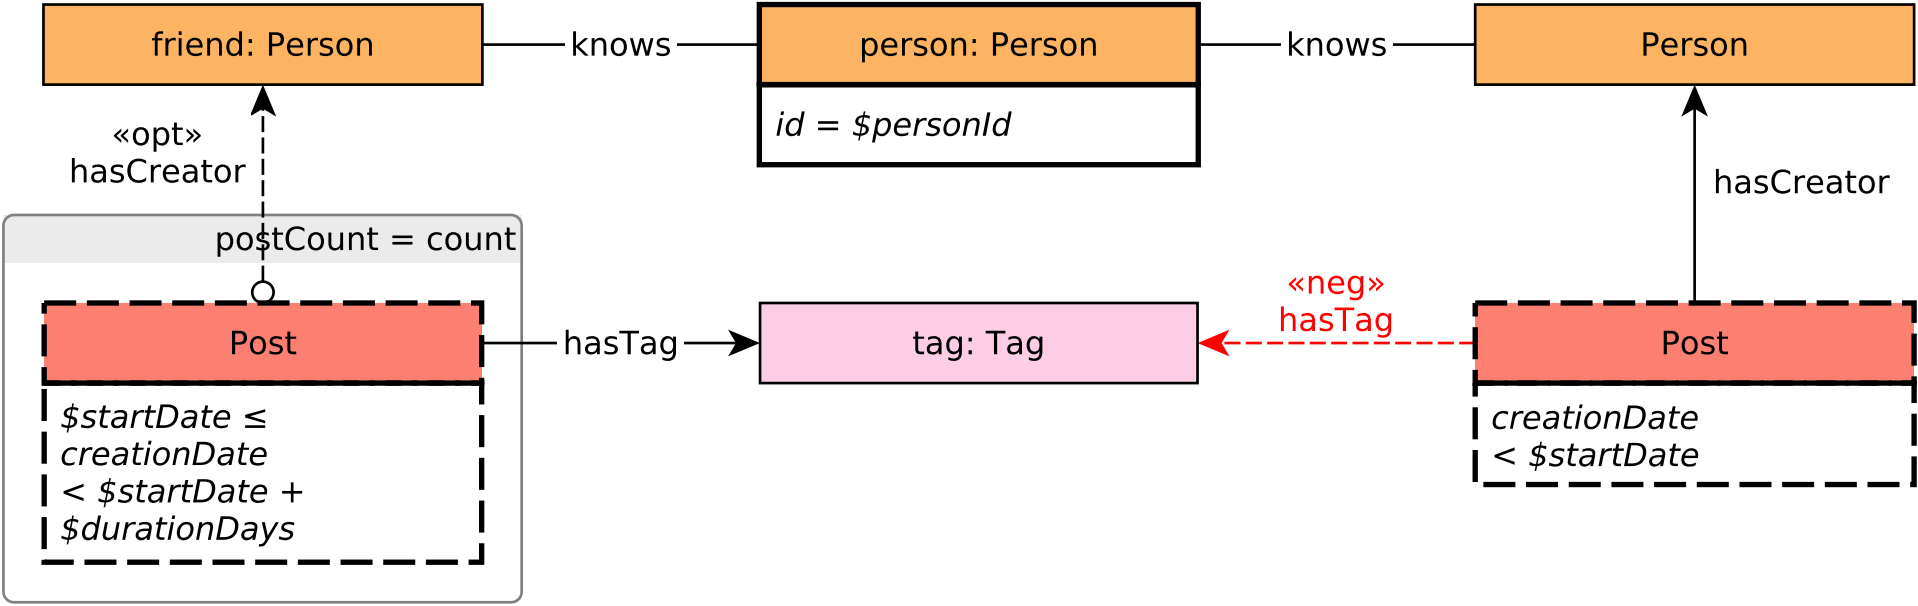 friend: Person
knows
person: Person
knows
Person
id = $personId
«opt»
hasCreator
hasCreator
postCount = count
«neg»
hasTag
Post
hasTag
tag: Tag
Post
$startDate ≤
creationDate
< $startDate +
$durationDays
creationDate
< $startDate